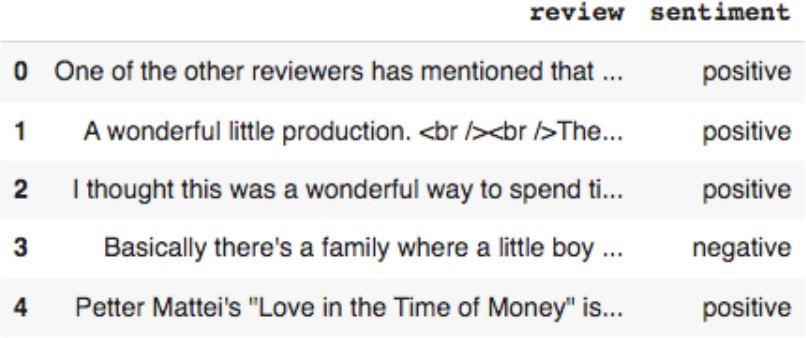 review sentiment
0 One of the other reviewers has mentioned that ... positive
1 A wonderful little production. <br /><br />The... positive
2 I thought this was a wonderful way to spend ti... positive
3 Basically there's a family where a little boy ... negative
4 Petter Mattei's "Love in the Time of Money" is... positive